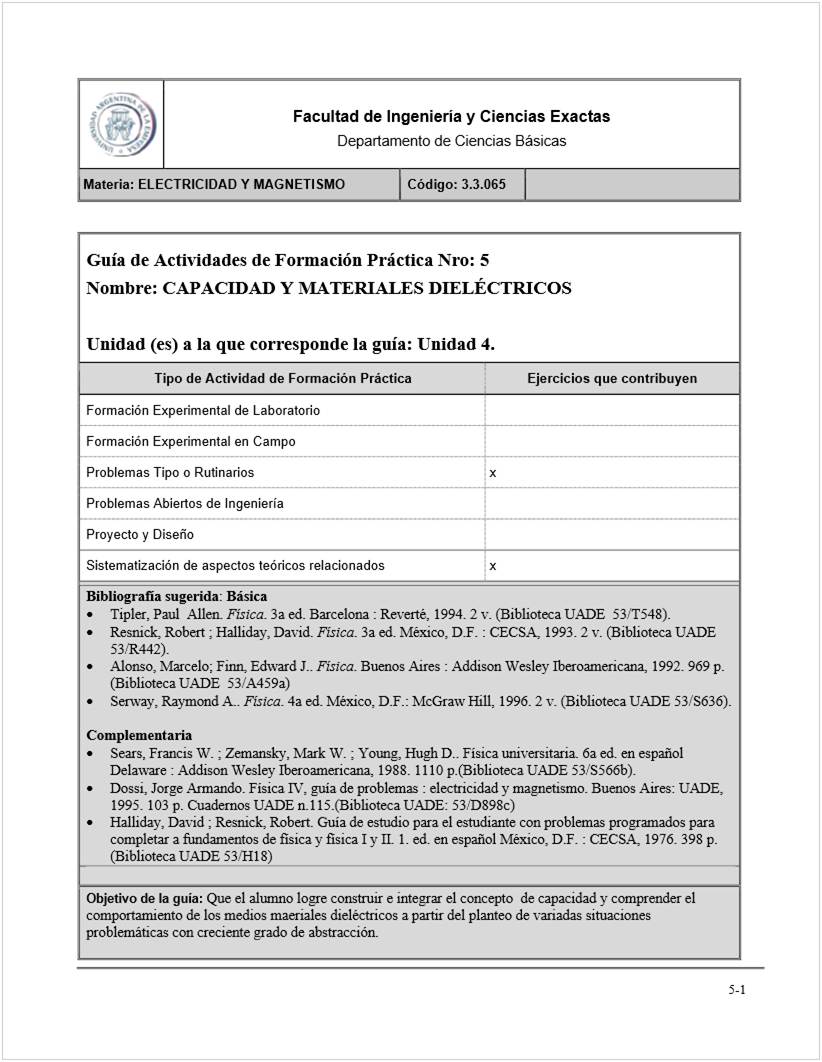 UNIVERSIDAD ARGENTINA DE LA EMPRESA
Facultad de Ingeniería y Ciencias Exactas
Departamento de Ciencias Básicas
Materia: ELECTRICIDAD Y MAGNETISMO
Código: 3.3.065
Guía de Actividades de Formación Práctica Nro: 5
Nombre: CAPACIDAD Y MATERIALES DIELÉCTRICOS
Unidad (es) a la que corresponde la guía: Unidad 4.
Tipo de Actividad de Formación Práctica
Ejercicios que contribuyen
Formación Experimental de Laboratorio
Formación Experimental en Campo
Problemas Tipo o Rutinarios
x
Problemas Abiertos de Ingeniería
Proyecto y Diseño
Sistematización de aspectos teóricos relacionados
x
Bibliografía sugerida: Básica
• Tipler, Paul Allen. Física. 3a ed. Barcelona : Reverté, 1994. 2 v. (Biblioteca UADE 53/T548).
• Resnick, Robert ; Halliday, David. Física. 3a ed. México, D.F. : CECSA, 1993. 2 v. (Biblioteca UADE
53/R442).
• Alonso, Marcelo; Finn, Edward J.. Física. Buenos Aires : Addison Wesley Iberoamericana, 1992. 969 p.
(Biblioteca UADE 53/A459a)
• Serway, Raymond A.. Física. 4a ed. México, D.F.: McGraw Hill, 1996. 2 v. (Biblioteca UADE 53/S636).
Complementaria
• Sears, Francis W. ; Zemansky, Mark W. ; Young, Hugh D.. Física universitaria. 6a ed. en español
Delaware : Addison Wesley Iberoamericana, 1988. 1110 p.(Biblioteca UADE 53/S566b).
• Dossi, Jorge Armando. Física IV, guía de problemas : electricidad y magnetismo. Buenos Aires: UADE,
1995. 103 p. Cuadernos UADE n.115.(Biblioteca UADE: 53/D898c)
• Halliday, David ; Resnick, Robert. Guía de estudio para el estudiante con problemas programados para
completar a fundamentos de física y física I y II. 1. ed. en español México, D.F. : CECSA, 1976. 398 p.
(Biblioteca UADE 53/H18)
Objetivo de la guía: Que el alumno logre construir e integrar el concepto de capacidad y comprender el
comportamiento de los medios maeriales dieléctricos a partir del planteo de variadas situaciones
problemáticas con creciente grado de abstracción.
5-1